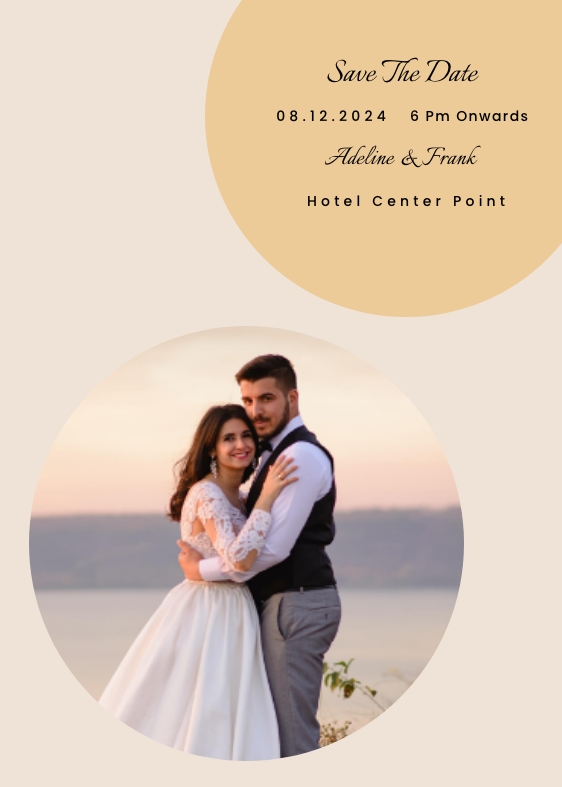 Save The Date
08.12.2024 6 Pm Onwards
Adeline & Frank
Hotel Center Point